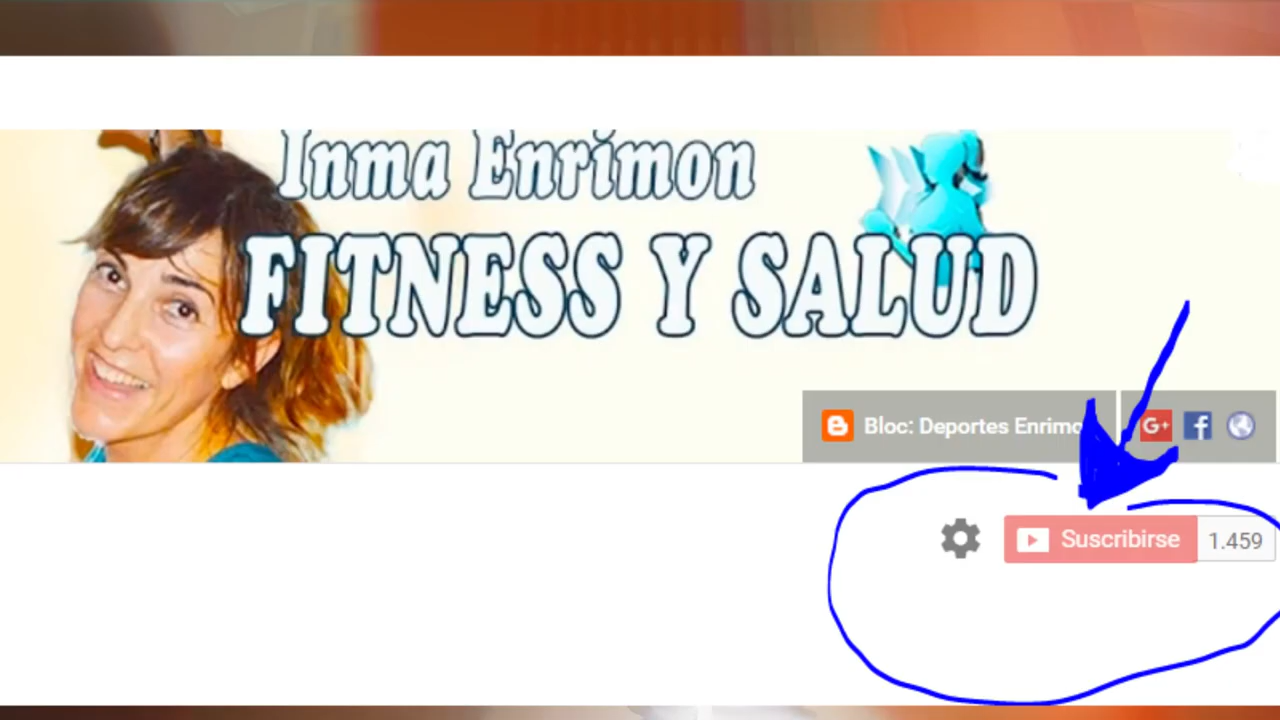 Inma Enrimon
FITNESS Y SALUD
Bloc: Deportes Enrimo
G+ f
Suscribirse 1.459